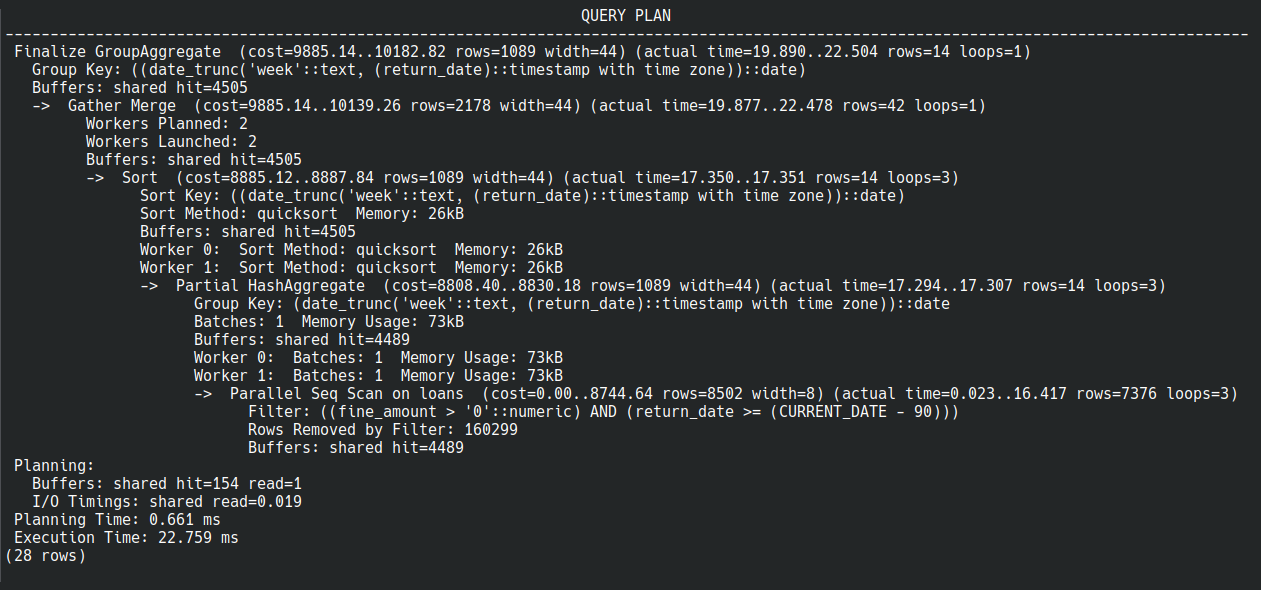 QUERY PLAN
------------------------------------------------------------------------------------------------------------------------------------------
Finalize GroupAggregate  (cost=9885.14..10182.82 rows=1089 width=44) (actual time=19.890..22.504 rows=14 loops=1)
  Group Key: ((date_trunc('week'::text, (return_date)::timestamp with time zone))::date)
  Buffers: shared hit=4505
  ->  Gather Merge  (cost=9885.14..10139.26 rows=2178 width=44) (actual time=19.877..22.478 rows=42 loops=1)
        Workers Planned: 2
        Workers Launched: 2
        Buffers: shared hit=4505
        ->  Sort  (cost=8885.12..8887.84 rows=1089 width=44) (actual time=17.350..17.351 rows=14 loops=3)
              Sort Key: ((date_trunc('week'::text, (return_date)::timestamp with time zone))::date)
              Sort Method: quicksort  Memory: 26kB
              Buffers: shared hit=4505
              Worker 0:  Sort Method: quicksort  Memory: 26kB
              Worker 1:  Sort Method: quicksort  Memory: 26kB
              ->  Partial HashAggregate  (cost=8808.40..8830.18 rows=1089 width=44) (actual time=17.294..17.307 rows=14 loops=3)
                    Group Key: (date_trunc('week'::text, (return_date)::timestamp with time zone))::date
                    Batches: 1  Memory Usage: 73kB
                    Buffers: shared hit=4489
                    Worker 0:  Batches: 1  Memory Usage: 73kB
                    Worker 1:  Batches: 1  Memory Usage: 73kB
                    ->  Parallel Seq Scan on loans  (cost=0.00..8744.64 rows=8502 width=8) (actual time=0.023..16.417 rows=7376 loops=3)
                          Filter: ((fine_amount > '0'::numeric) AND (return_date >= (CURRENT_DATE - 90)))
                          Rows Removed by Filter: 160299
                          Buffers: shared hit=4489
Planning:
  Buffers: shared hit=154 read=1
  I/O Timings: shared read=0.019
Planning Time: 0.661 ms
Execution Time: 22.759 ms
(28 rows)